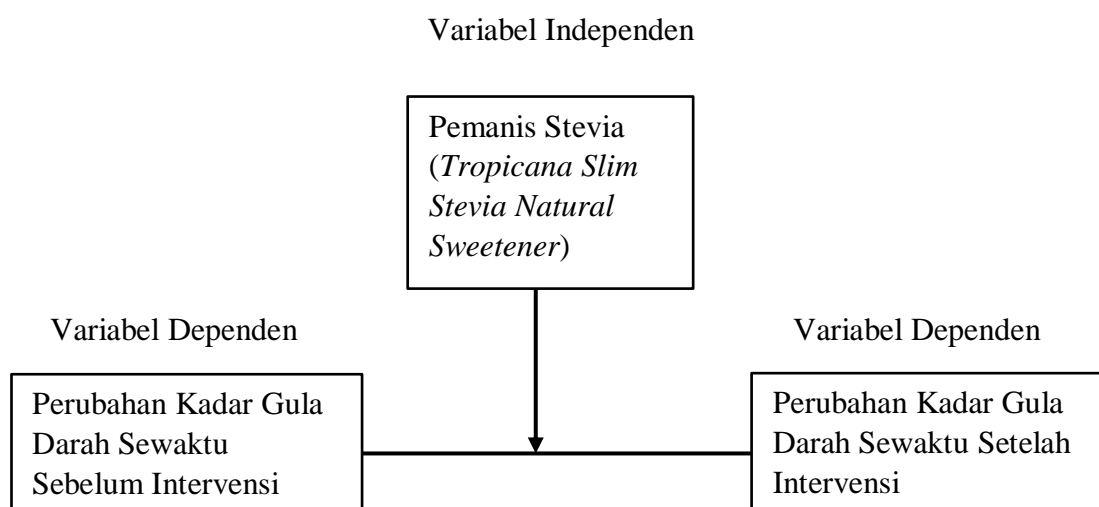 Variabel Independen
Pemanis Stevia
(Tropicana Slim
Stevia Natural
Sweetener)
Variabel Dependen
Perubahan Kadar Gula
Darah Sewaktu
Sebelum Intervensi
Variabel Dependen
Perubahan Kadar Gula
Darah Sewaktu Setelah
Intervensi